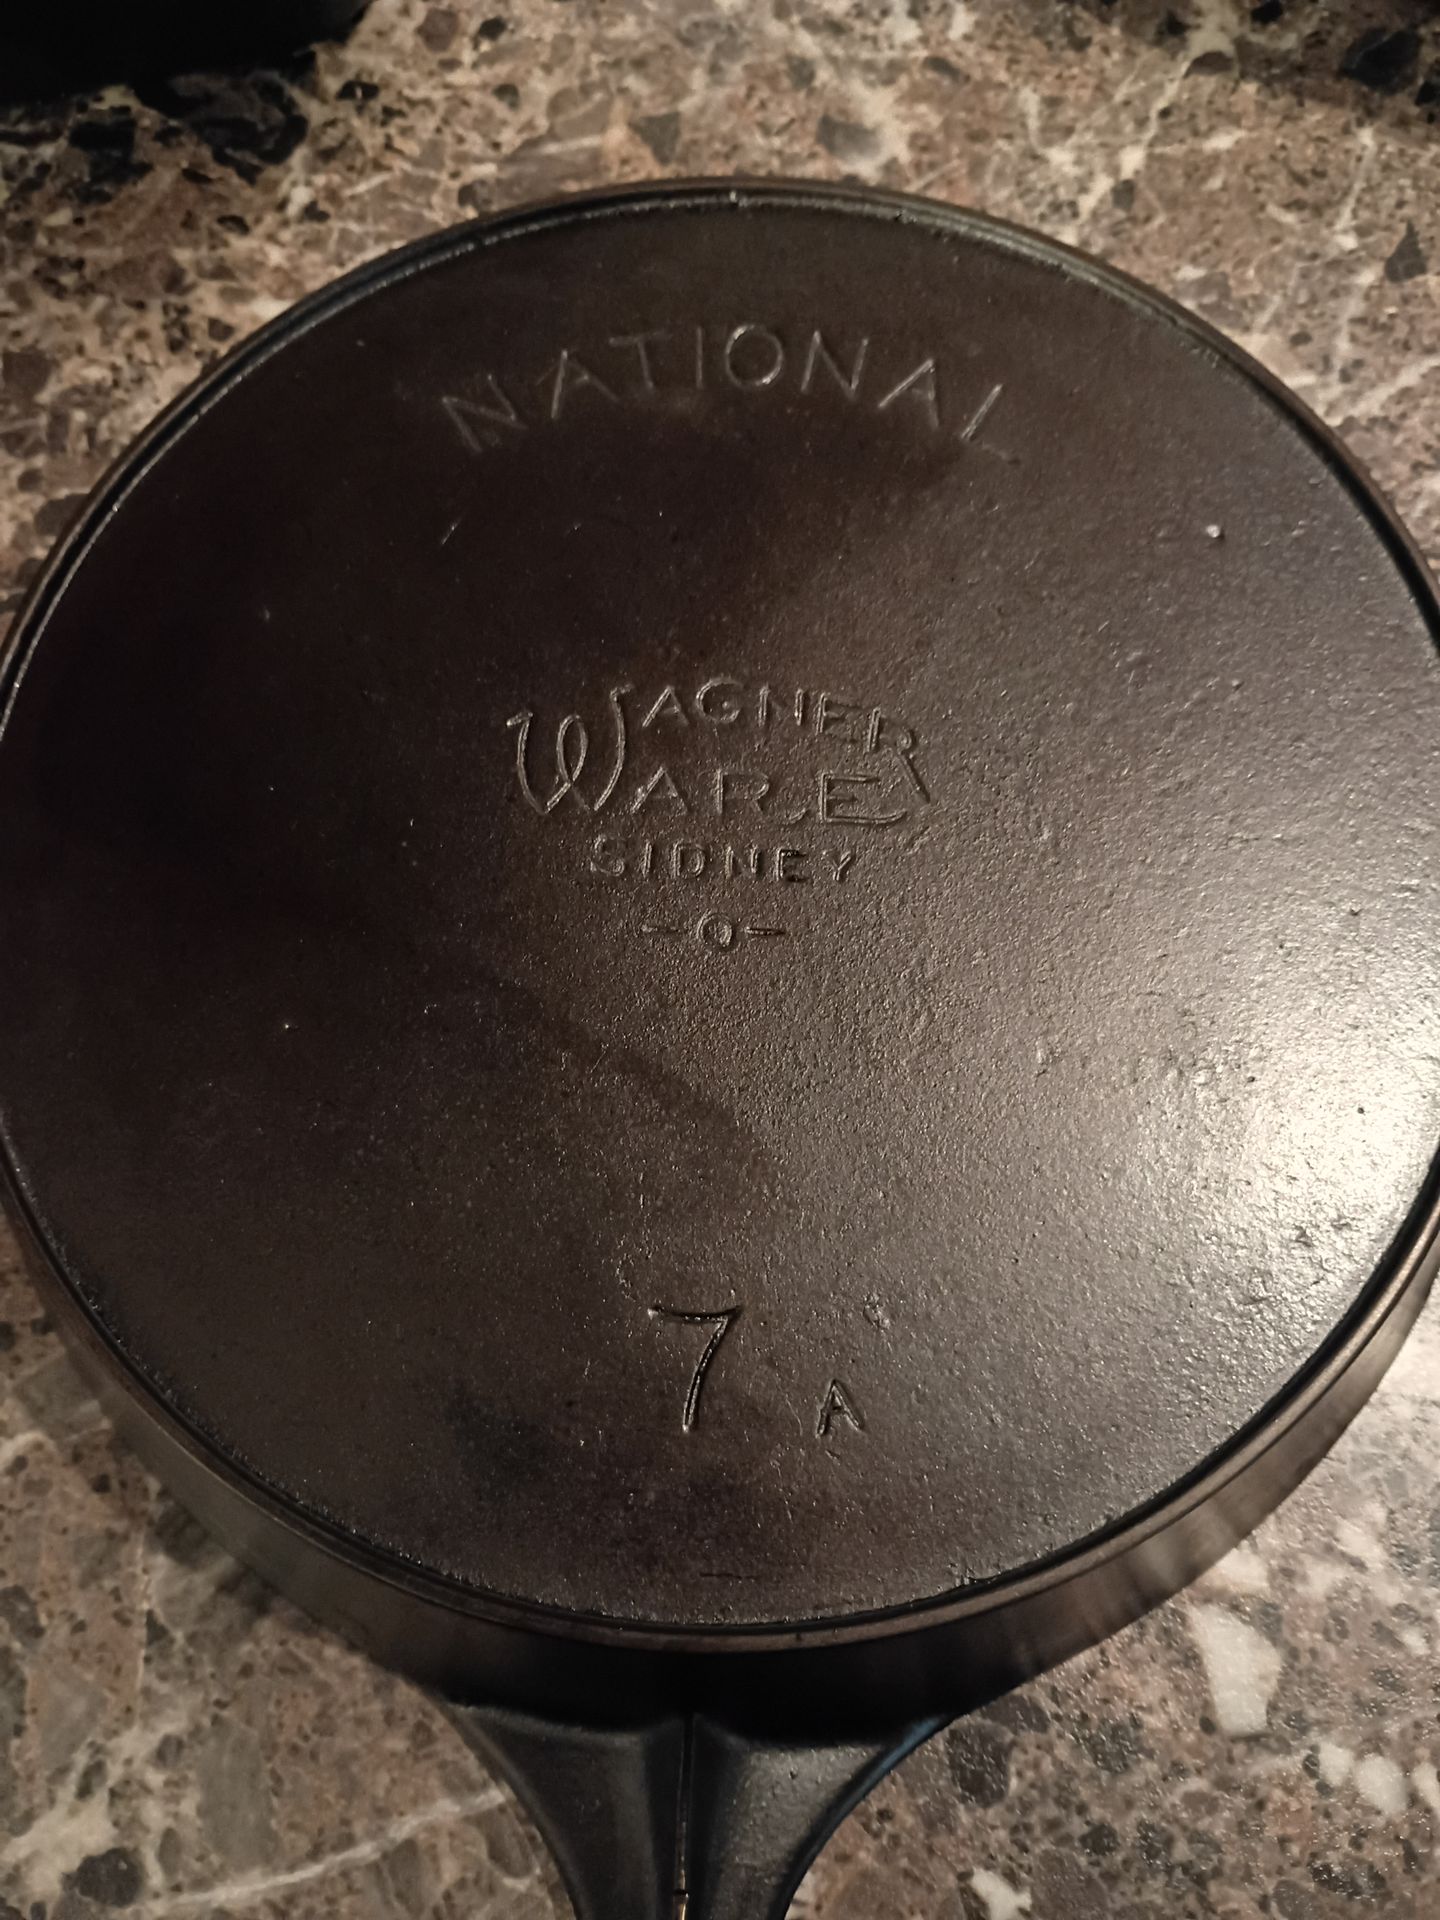 NATIONAL
WAGNER
WARE
SIDNEY
-O-
7 A